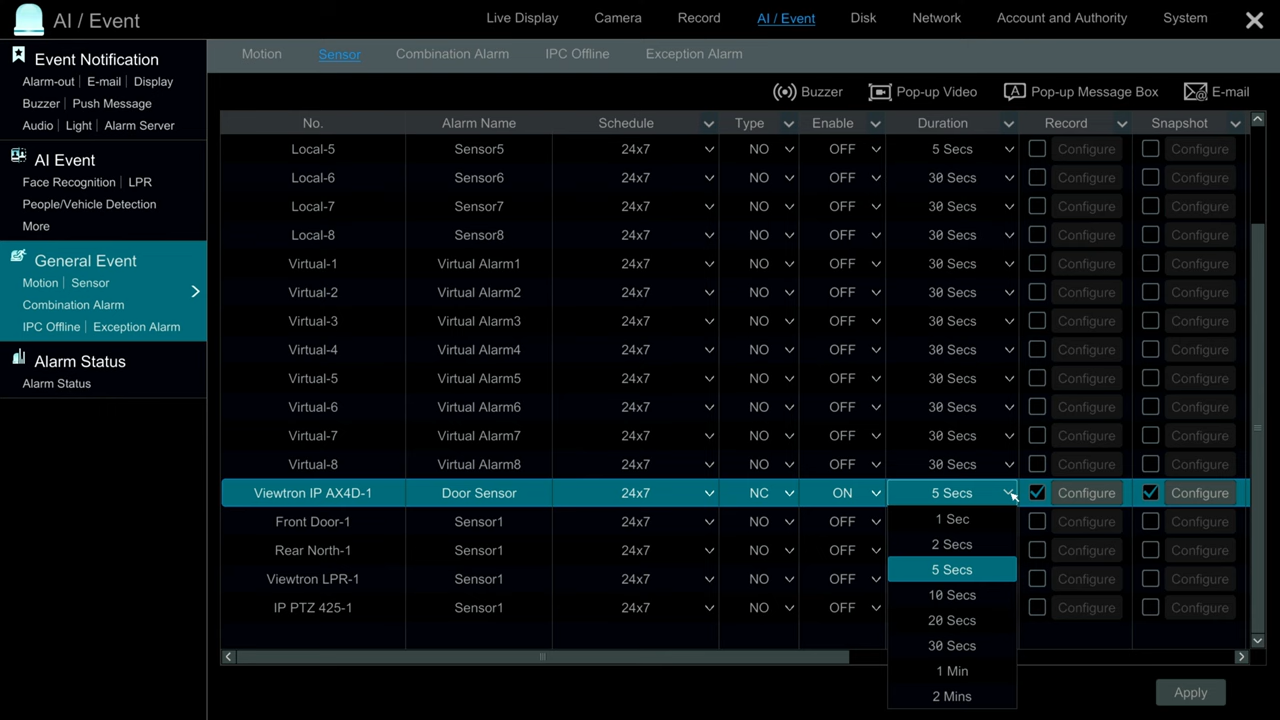 AI / Event
Live Display Camera Record AI / Event Disk Network Account and Authority System
Event Notification
Alarm-out | E-mail | Display
Buzzer | Push Message
Audio | Light | Alarm Server
AI Event
Face Recognition | LPR
People/Vehicle Detection
More
General Event
Motion | Sensor
Combination Alarm
IPC Offline | Exception Alarm
Alarm Status
Alarm Status
Motion Sensor Combination Alarm IPC Offline Exception Alarm
Buzzer Pop-up Video Pop-up Message Box E-mail
No. Alarm Name Schedule Type Enable Duration Record Snapshot
Local-5 Sensor5 24x7 NO OFF 5 Secs Configure Configure
Local-6 Sensor6 24x7 NO OFF 30 Secs Configure Configure
Local-7 Sensor7 24x7 NO OFF 30 Secs Configure Configure
Local-8 Sensor8 24x7 NO OFF 30 Secs Configure Configure
Virtual-1 Virtual Alarm1 24x7 NO OFF 30 Secs Configure Configure
Virtual-2 Virtual Alarm2 24x7 NO OFF 30 Secs Configure Configure
Virtual-3 Virtual Alarm3 24x7 NO OFF 30 Secs Configure Configure
Virtual-4 Virtual Alarm4 24x7 NO OFF 30 Secs Configure Configure
Virtual-5 Virtual Alarm5 24x7 NO OFF 30 Secs Configure Configure
Virtual-6 Virtual Alarm6 24x7 NO OFF 30 Secs Configure Configure
Virtual-7 Virtual Alarm7 24x7 NO OFF 30 Secs Configure Configure
Virtual-8 Virtual Alarm8 24x7 NO OFF 30 Secs Configure Configure
Viewtron IP AX4D-1 Door Sensor 24x7 NC ON 5 Secs Configure Configure
Front Door-1 Sensor1 24x7 NO OFF Configure Configure
Rear North-1 Sensor1 24x7 NO OFF Configure Configure
Viewtron LPR-1 Sensor1 24x7 NO OFF Configure Configure
IP PTZ 425-1 Sensor1 24x7 NO OFF Configure Configure
1 Sec
2 Secs
5 Secs
10 Secs
20 Secs
30 Secs
1 Min
2 Mins
Apply